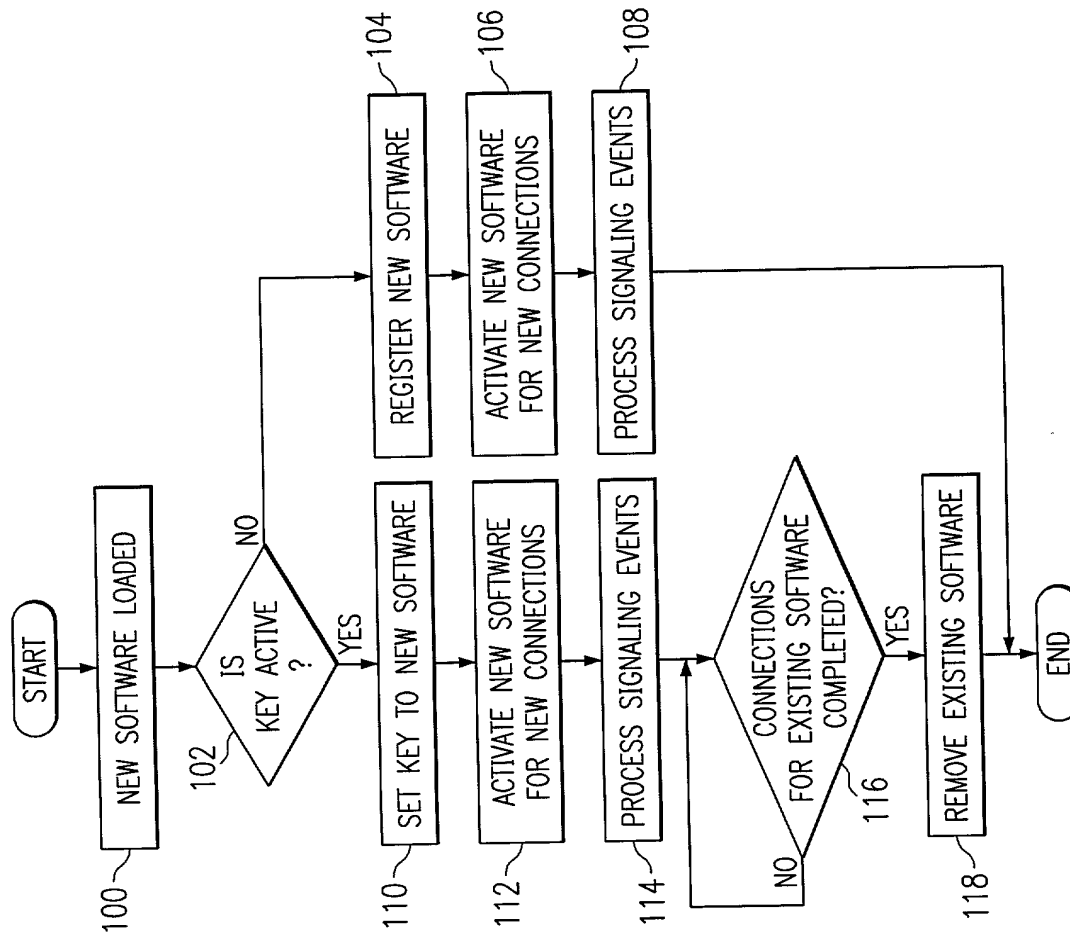 START
100
NEW SOFTWARE LOADED
102
IS
KEY ACTIVE
?
NO
YES
104
REGISTER NEW SOFTWARE
106
ACTIVATE NEW SOFTWARE
FOR NEW CONNECTIONS
108
PROCESS SIGNALING EVENTS
110
SET KEY TO NEW SOFTWARE
112
ACTIVATE NEW SOFTWARE
FOR NEW CONNECTIONS
114
PROCESS SIGNALING EVENTS
CONNECTIONS
FOR EXISTING SOFTWARE
COMPLETED?
116
NO
YES
118
REMOVE EXISTING SOFTWARE
END